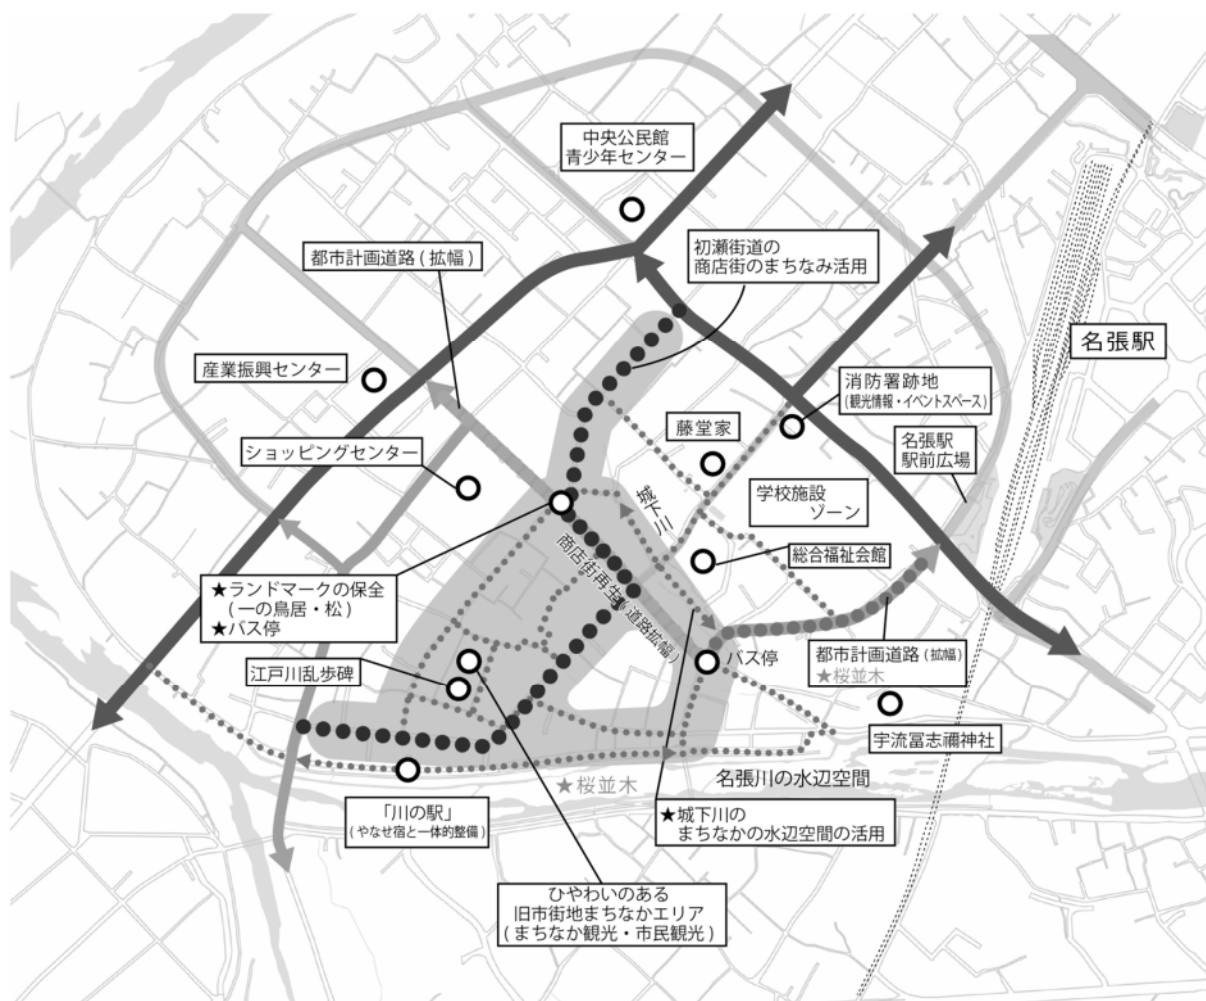 中央公民館
青少年センター
初瀬街道の
商店街のまちなみ活用
都市計画道路(拡幅)
名張駅
産業振興センター
消防署跡地
(観光情報・イベントスペース)
藤堂家
名張駅
駅前広場
ショッピングセンター
学校施設
ゾーン
城下川
総合福祉会館
商店街再生(道路拡幅)
★ランドマークの保全
(一の鳥居・松)
★バス停
バス停
都市計画道路(拡幅)
★桜並木
江戸川乱歩碑
宇流冨志禰神社
名張川の水辺空間
★桜並木
「川の駅」
(やなせ宿と一体的整備)
★城下川の
まちなかの水辺空間の活用
ひやわいのある
旧市街地まちなかエリア
(まちなか観光・市民観光)